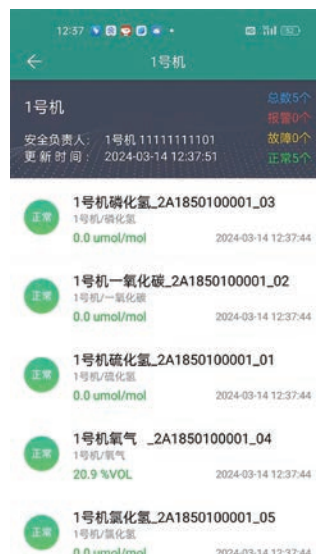 12:37
1号机
1号机
总数5个
报警0个
安全负责人: 1号机 11111111101
故障0个
更新时间: 2024-03-14 12:37:51
正常5个
正常
1号机磷化氢_2A1850100001_03
1号机/磷化氢
0.0 umol/mol
2024-03-14 12:37:44
正常
1号机一氧化碳_2A1850100001_02
1号机/一氧化碳
0.0 umol/mol
2024-03-14 12:37:44
正常
1号机硫化氢_2A1850100001_01
1号机/硫化氢
0.0 umol/mol
2024-03-14 12:37:44
正常
1号机氧气 _2A1850100001_04
1号机/氧气
20.9 %VOL
2024-03-14 12:37:44
正常
1号机氯化氢_2A1850100001_05
1号机/氯化氢
0.0 umol/mol
2024-03-14 12:37:44